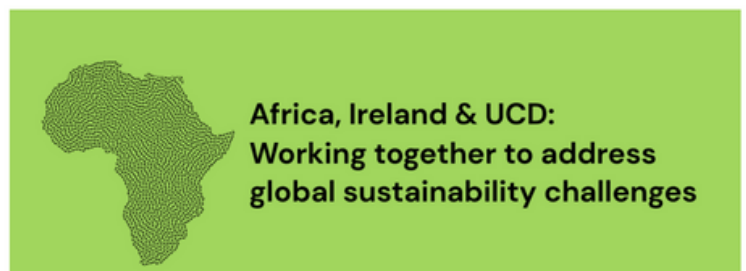 Africa, Ireland & UCD:
Working together to address
global sustainability challenges